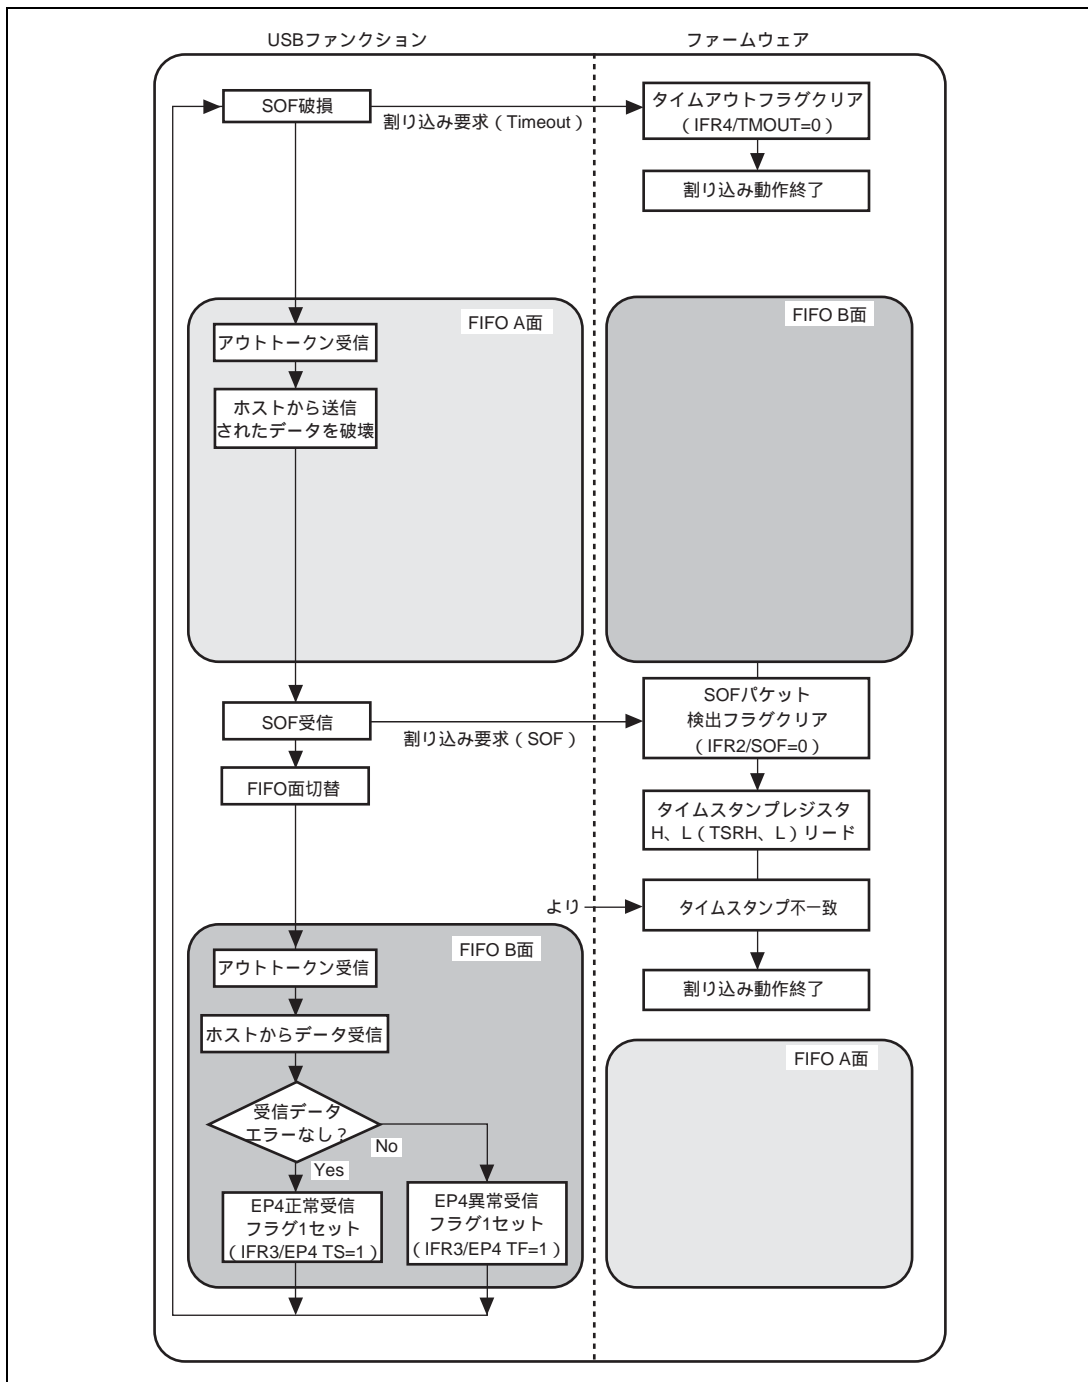 USBファンクション
ファームウェア
SOF破損
割り込み要求（Timeout）
タイムアウトフラグクリア
（IFR4/TMOUT=0）
割り込み動作終了
FIFO A面
アウトトークン受信
ホストから送信
されたデータを破壊
FIFO B面
SOF受信
割り込み要求（SOF）
SOFパケット
検出フラグクリア
（IFR2/SOF=0）
FIFO面切替
タイムスタンプレジスタ
H、L（TSRH、L）リード
より
タイムスタンプ不一致
割り込み動作終了
FIFO B面
アウトトークン受信
ホストからデータ受信
受信データ
エラーなし？
No
Yes
EP4正常受信
フラグ1セット
（IFR3/EP4 TS=1）
EP4異常受信
フラグ1セット
（IFR3/EP4 TF=1）
FIFO A面